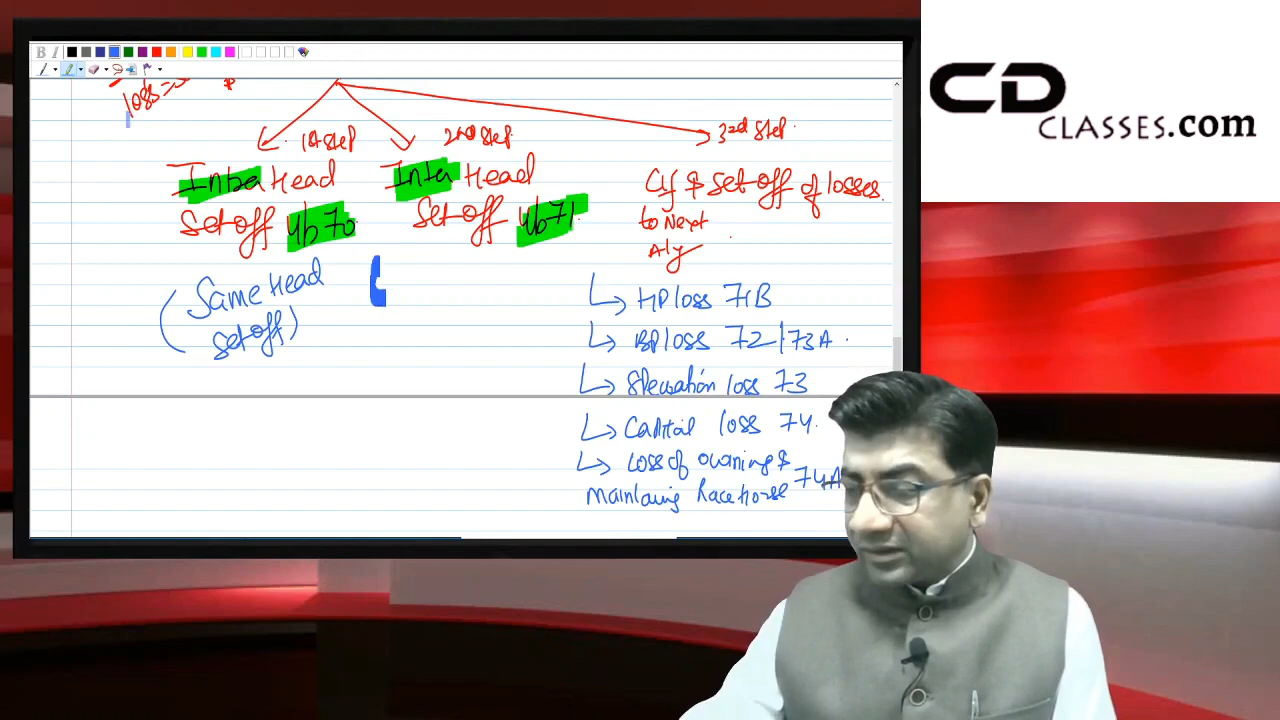 B I
CD
CLASSES.com
loss
1st step
2nd step
3rd step
Intra Head
Set off u/s 70
Inter Head
Set off u/s 71
C/f & set off of losses
to Next
A/y
(Same Head
set off)
HP loss 71B
BP loss 72/73A
Speculation loss 73
Capital loss 74
Loss of owning &
maintaing Race horse 74A